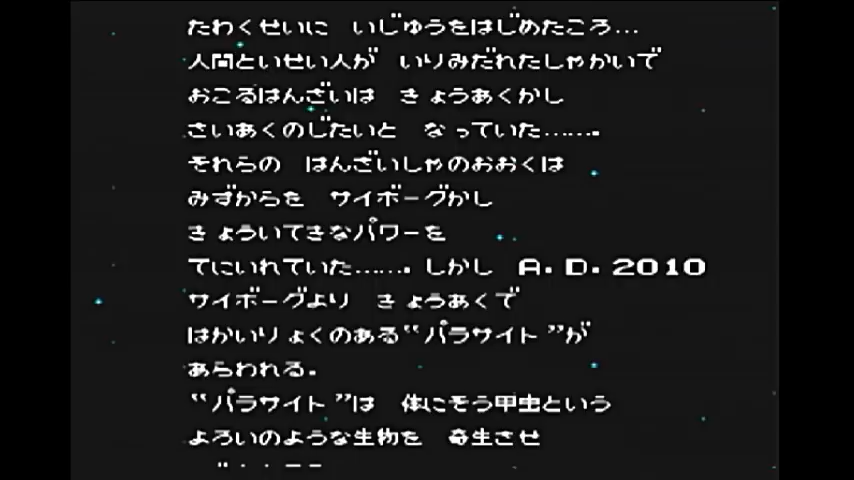 たわくせいに　いじゅうをはじめたころ…
人間といせい人が　いりみだれたしゃかいで
おこるはんざいは　きょうあくかし
さいあくのじたいと　なっていた……。
それらの　はんざいしゃのおおくは
みずからを　サイボーグかし
きょういてきなパワーを
てにいれていた……。しかし　A.D.2010
サイボーグより　きょうあくで
はかいりょくのある“パラサイト”が
あらわれる。
“パラサイト”は　体にそう甲虫という
よろいのような生物を　奇生させ